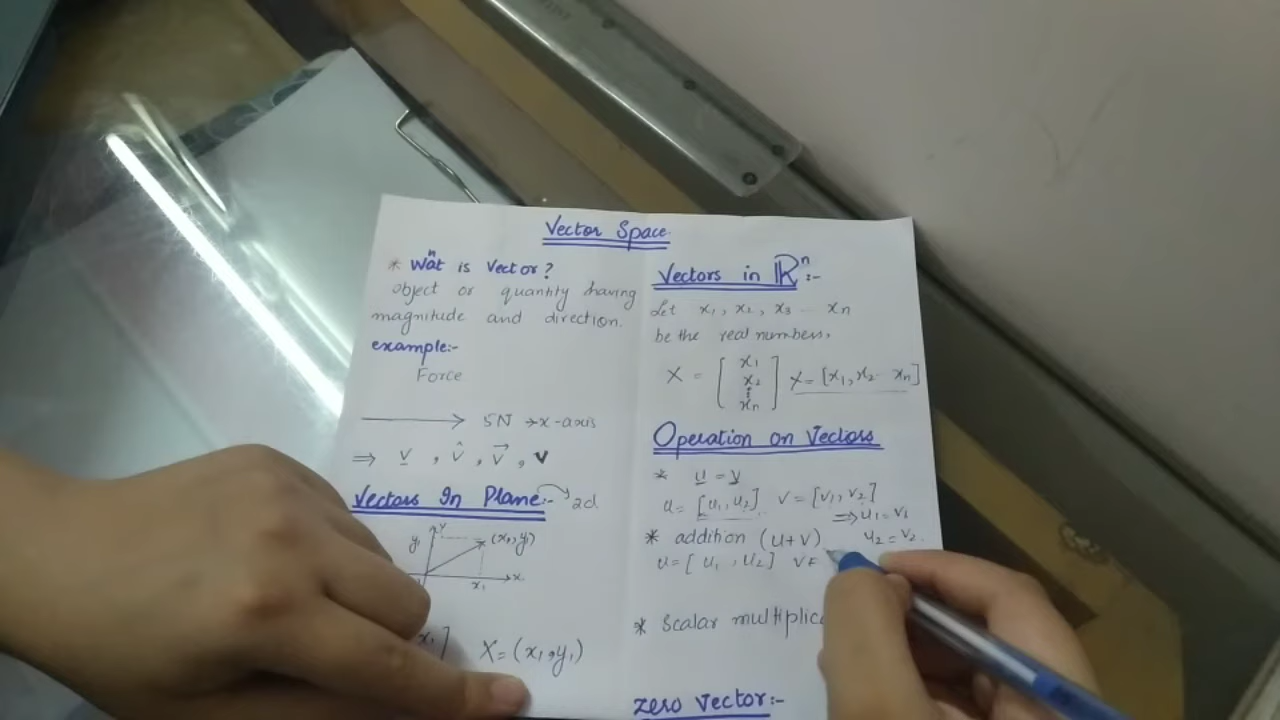 Vector Space
* Wat is Vector?
object or quantity having
magnitude and direction.
example:-
Force
5N → x-axis
⇒ v , v̂ , v⃗ , v
Vectors In Plane:- 2d
y
y₁ (x₁, y₁)
x₁ x
x₁] X = (x₁, y₁)
Vectors in ℝⁿ:-
Let x₁, x₂, x₃ .. xₙ
be the real numbers,
X = [x₁ x₂ ⋮ xₙ] X = [x₁, x₂ .. xₙ]
Operation on Vectors
* u = v
u = [u₁, u₂] v = [v₁, v₂]
⇒ u₁ = v₁
u₂ = v₂
* addition (u+v)
u = [u₁ , u₂] v =
* Scalar multiplica
zero vector:-